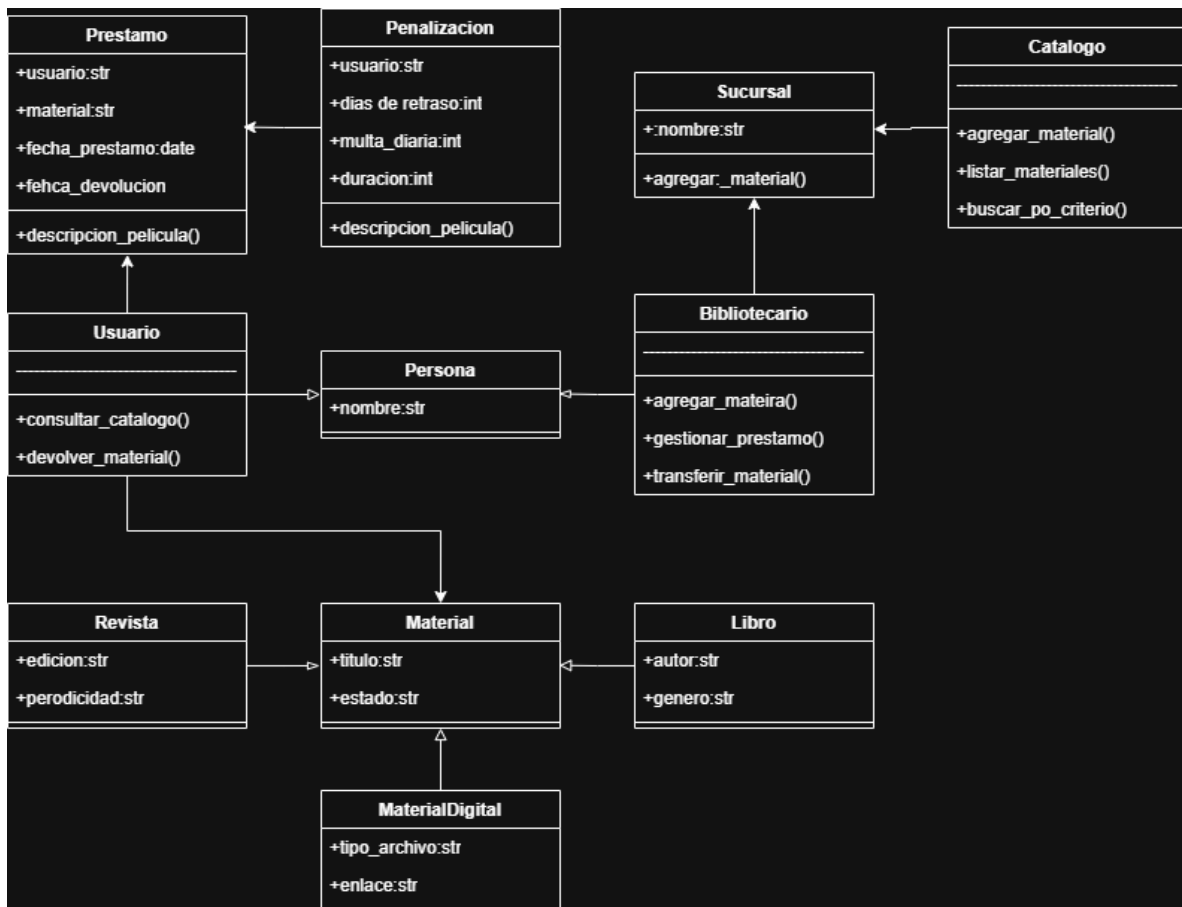 Prestamo
+usuario:str
+material:str
+fecha_prestamo:date
+fehca_devolucion
+descripcion_pelicula()
Penalizacion
+usuario:str
+dias de retraso:int
+multa_diaria:int
+duracion:int
+descripcion_pelicula()
Sucursal
+:nombre:str
+agregar:_material()
Catalogo
+agregar_material()
+listar_materiales()
+buscar_po_criterio()
Usuario
+consultar_catalogo()
+devolver_material()
Persona
+nombre:str
Bibliotecario
+agregar_mateira()
+gestionar_prestamo()
+transferir_material()
Revista
+edicion:str
+perodicidad:str
Material
+titulo:str
+estado:str
Libro
+autor:str
+genero:str
MaterialDigital
+tipo_archivo:str
+enlace:str